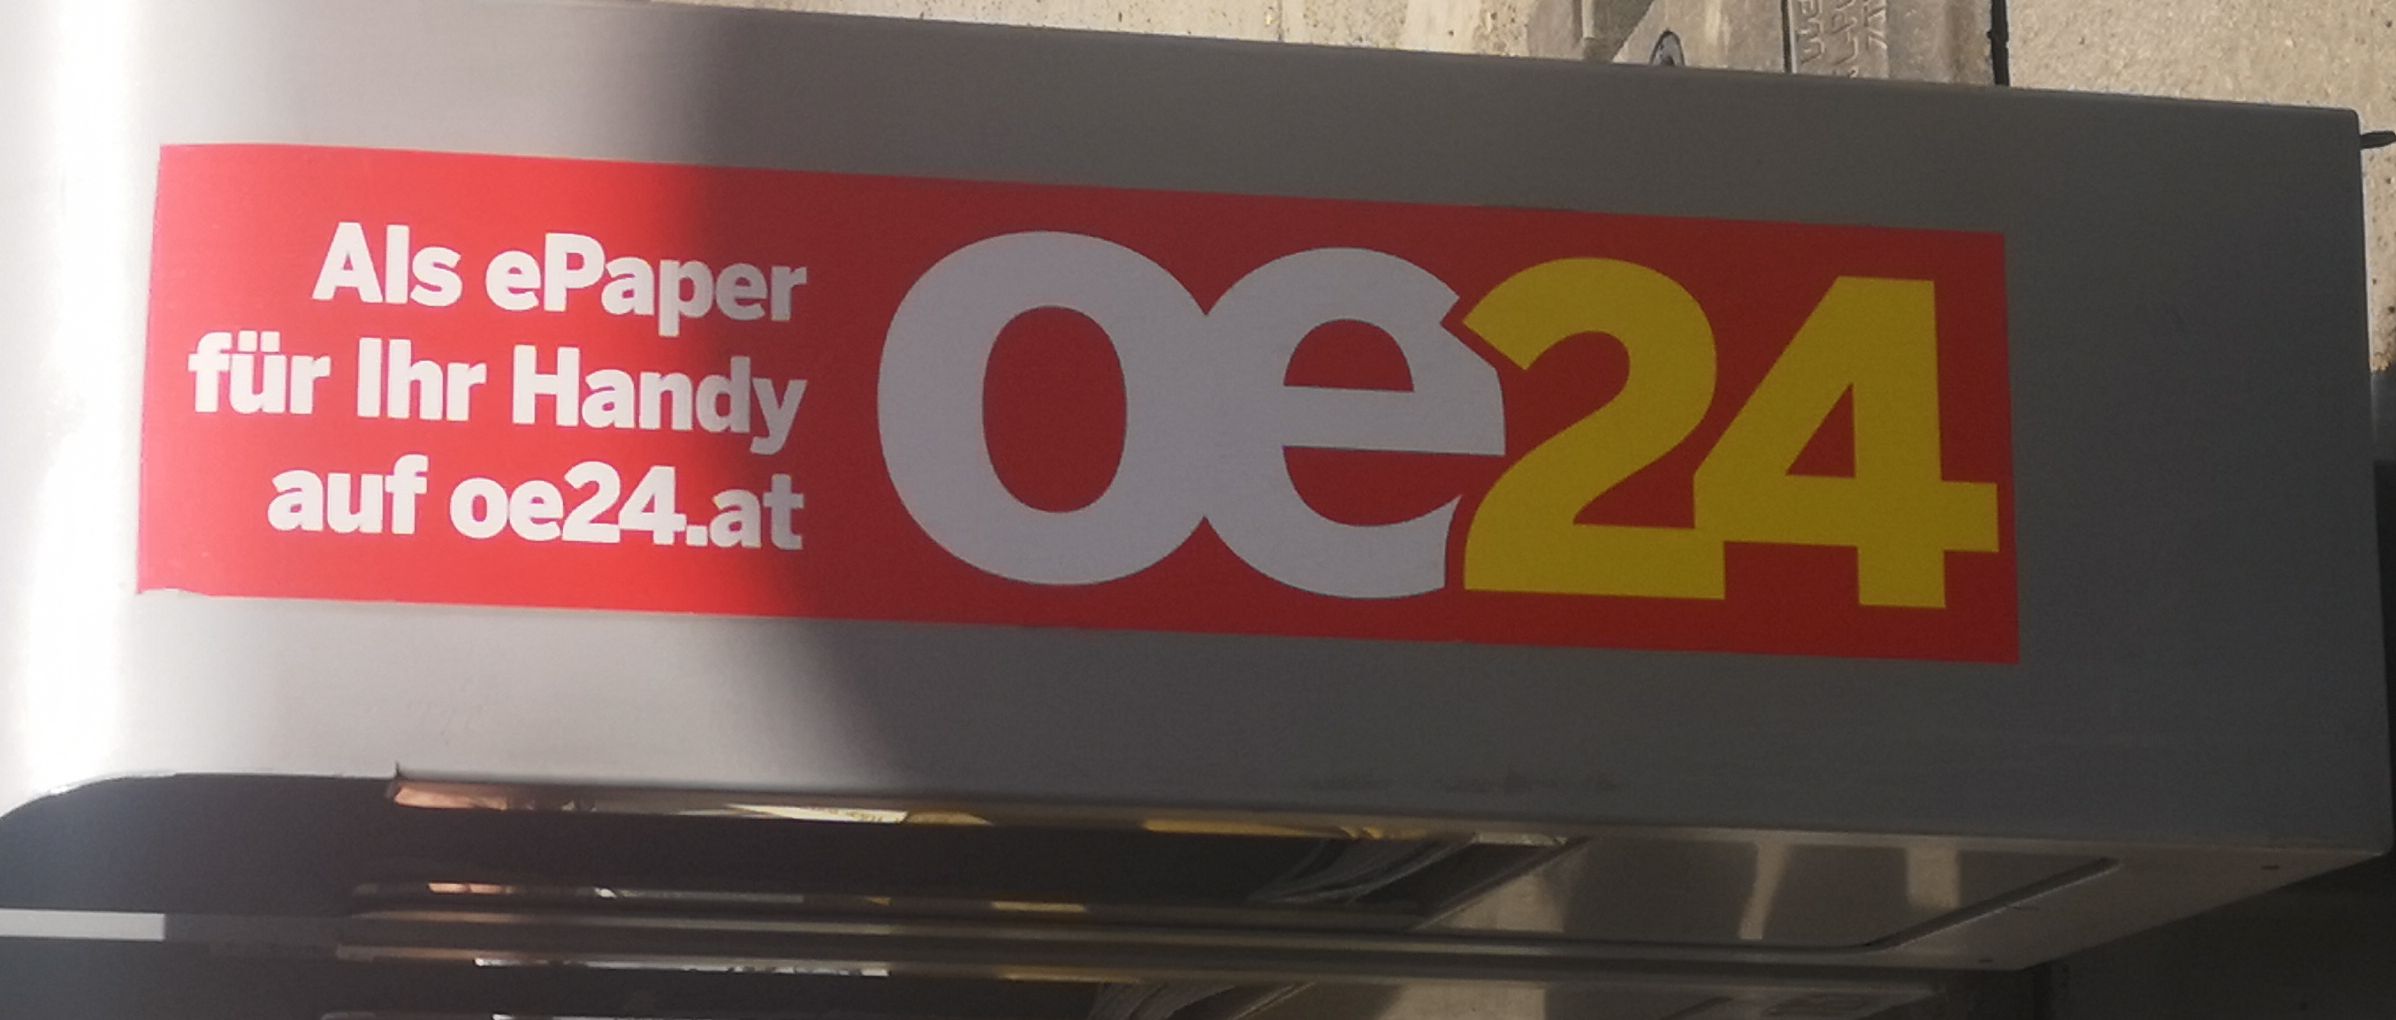 Als ePaper
für Ihr Handy
auf oe24.at
oe24